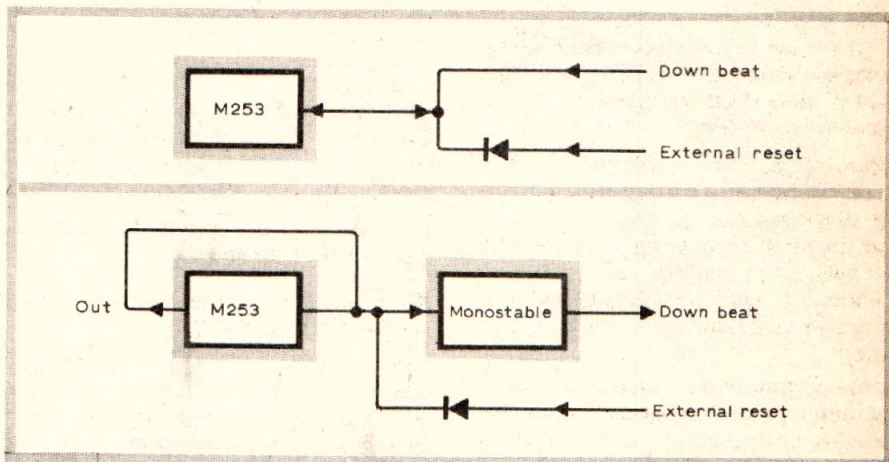 Down beat
M253
External reset
Out
M253
Monostable
Down beat
External reset